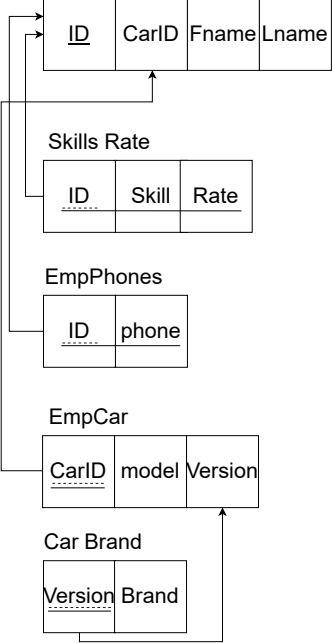 ID CarID Fname Lname
Skills Rate
ID Skill Rate
EmpPhones
ID phone
EmpCar
CarID model Version
Car Brand
Version Brand